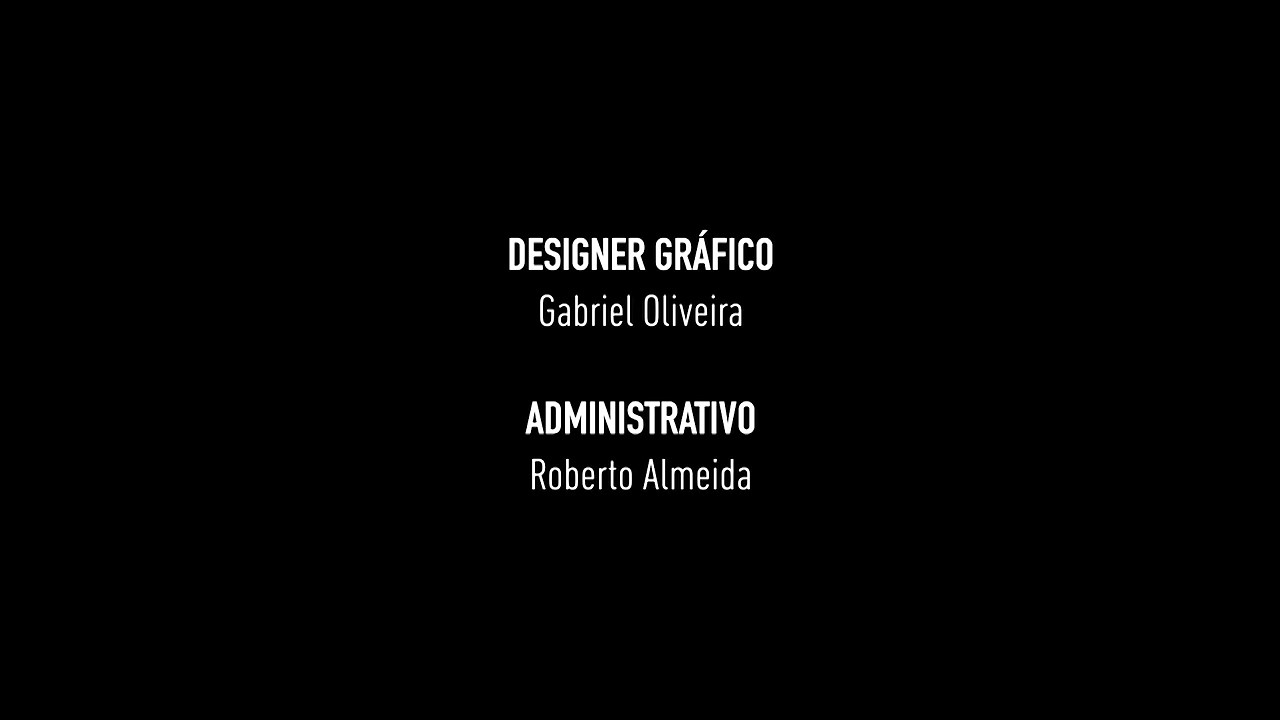 DESIGNER GRÁFICO
Gabriel Oliveira
ADMINISTRATIVO
Roberto Almeida